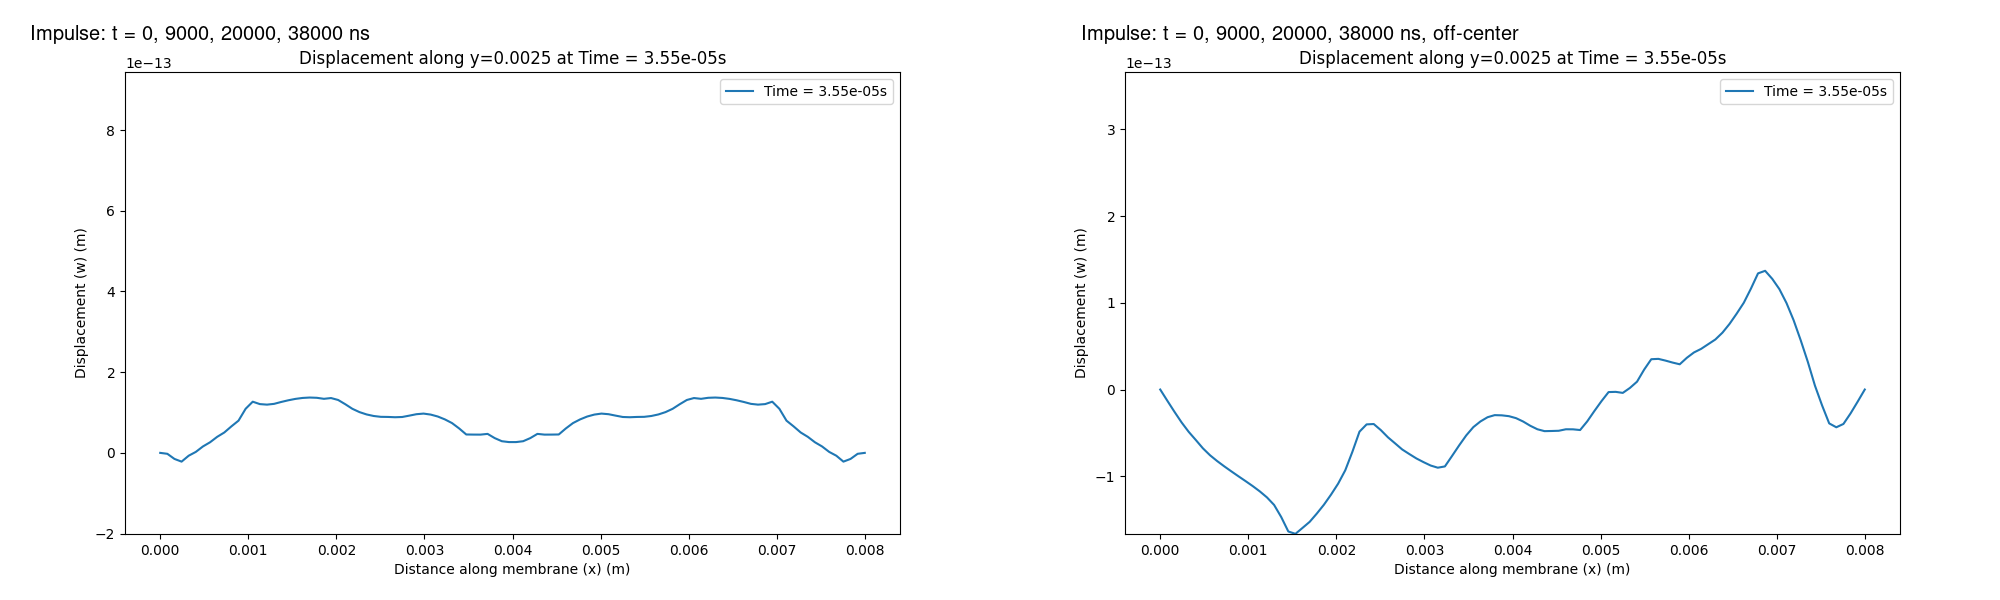 Impulse: t = 0, 9000, 20000, 38000 ns
Displacement along y=0.0025 at Time = 3.55e-05s
1e−13
Time = 3.55e-05s
8
6
4
2
0
−2
Displacement (w) (m)
0.000 0.001 0.002 0.003 0.004 0.005 0.006 0.007 0.008
Distance along membrane (x) (m)
Impulse: t = 0, 9000, 20000, 38000 ns, off-center
Displacement along y=0.0025 at Time = 3.55e-05s
1e−13
Time = 3.55e-05s
3
2
1
0
−1
Displacement (w) (m)
0.000 0.001 0.002 0.003 0.004 0.005 0.006 0.007 0.008
Distance along membrane (x) (m)